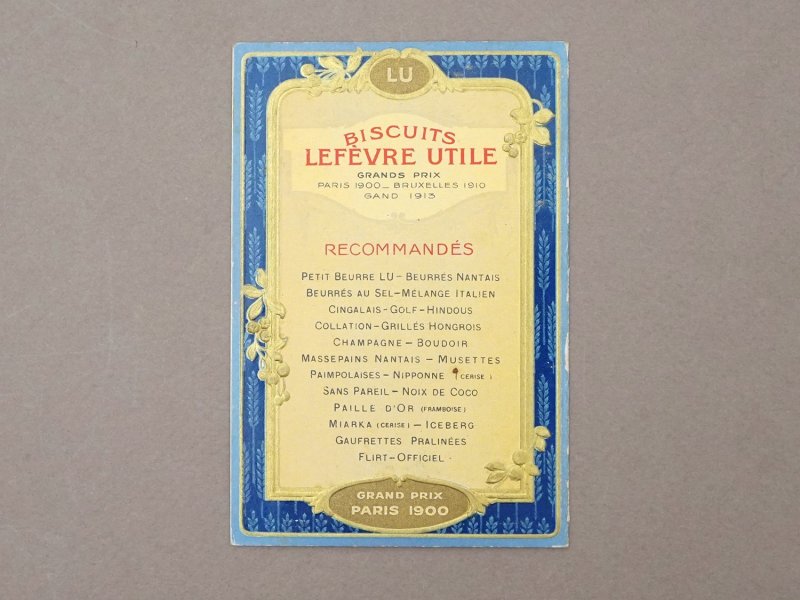 LU
BISCUITS
LEFÈVRE UTILE
GRANDS PRIX
PARIS 1900_ BRUXELLES 1910
GAND 1913
RECOMMANDÉS
PETIT BEURRE LU – BEURRÉS NANTAIS
BEURRÉS AU SEL – MÉLANGE ITALIEN
CINGALAIS – GOLF – HINDOUS
COLLATION – GRILLÉS HONGROIS
CHAMPAGNE – BOUDOIR
MASSEPAINS NANTAIS – MUSETTES
PAIMPOLAISES – NIPPONNE (CERISE)
SANS PAREIL – NOIX DE COCO
PAILLE D'OR (FRAMBOISE)
MIARKA (CERISE) – ICEBERG
GAUFRETTES PRALINÉES
FLIRT – OFFICIEL
GRAND PRIX
PARIS 1900